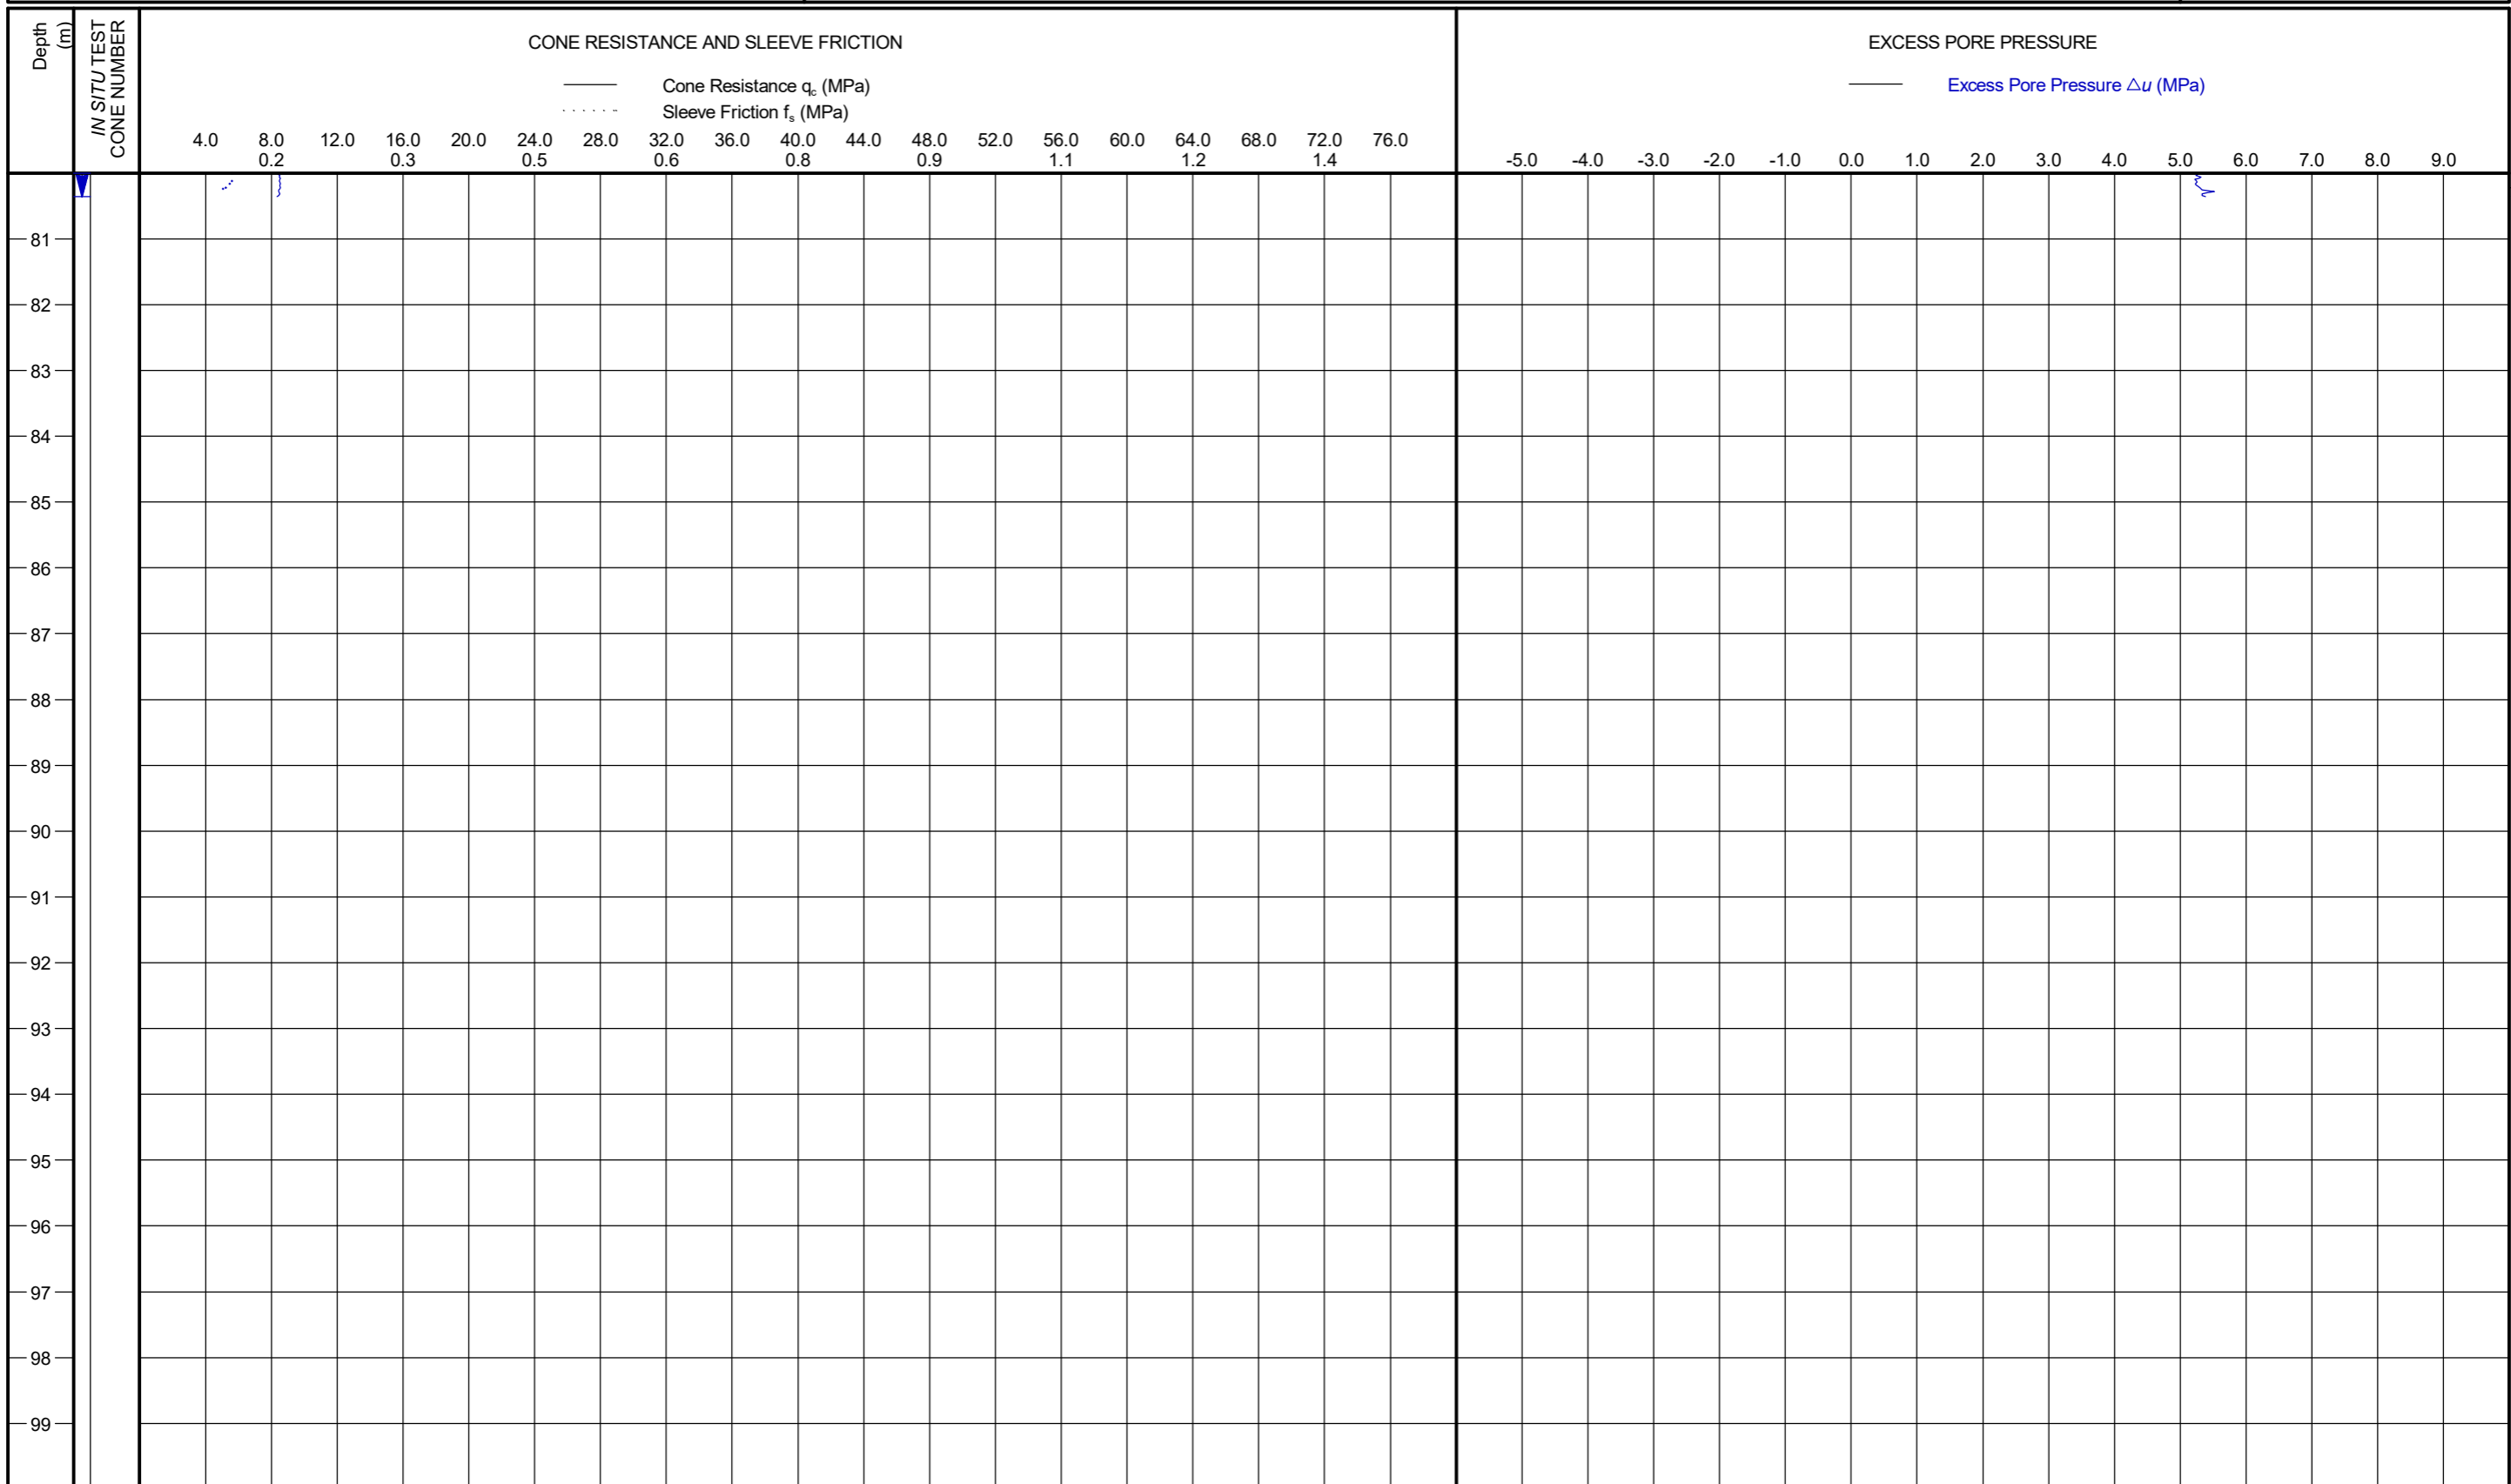 Depth
(m)
IN SITU TEST
CONE NUMBER
CONE RESISTANCE AND SLEEVE FRICTION
Cone Resistance qc (MPa)
Sleeve Friction fs (MPa)
4.0 8.0 12.0 16.0 20.0 24.0 28.0 32.0 36.0 40.0 44.0 48.0 52.0 56.0 60.0 64.0 68.0 72.0 76.0
0.2 0.3 0.5 0.6 0.8 0.9 1.1 1.2 1.4
EXCESS PORE PRESSURE
Excess Pore Pressure △u (MPa)
-5.0 -4.0 -3.0 -2.0 -1.0 0.0 1.0 2.0 3.0 4.0 5.0 6.0 7.0 8.0 9.0
81
82
83
84
85
86
87
88
89
90
91
92
93
94
95
96
97
98
99